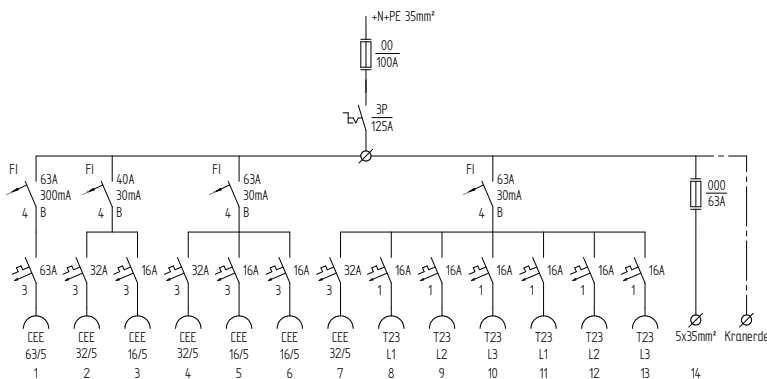 +N+PE 35mm²
00
100A
3P
125A
FI 63A FI 40A FI 63A FI 63A
300mA 30mA 30mA 30mA
4 B 4 B 4 4
000
63A
63A 32A 16A 32A 16A 16A 32A 16A 16A 16A 16A 16A 16A
3 3 3 3 3 3 3 1 1 1 1 1 1
CEE CEE CEE CEE CEE CEE CEE T23 T23 T23 T23 T23 T23 5x35mm² Kranerde
63/5 32/5 16/5 32/5 16/5 16/5 32/5 L1 L2 L3 L1 L2 L3
1 2 3 4 5 6 7 8 9 10 11 12 13 14